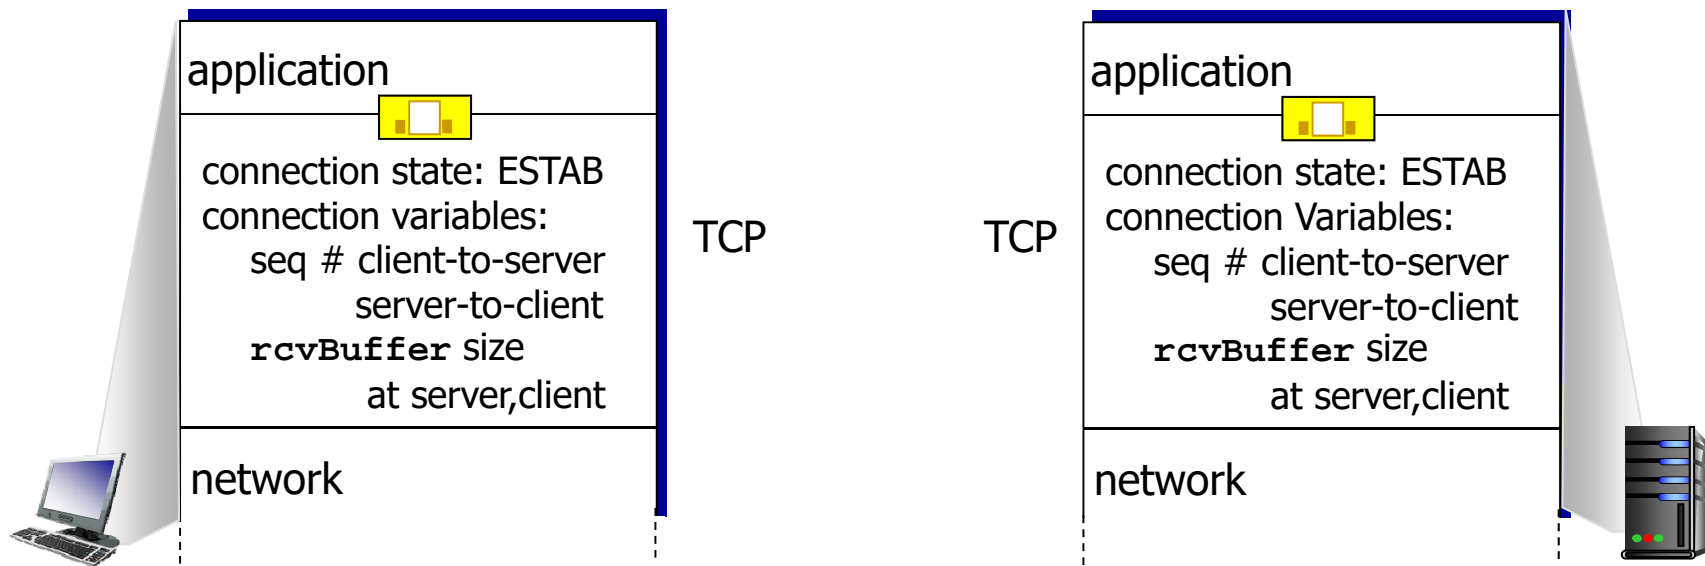 application
connection state: ESTAB
connection variables:
seq # client-to-server
server-to-client
rcvBuffer size
at server,client
network
TCP
TCP
application
connection state: ESTAB
connection Variables:
seq # client-to-server
server-to-client
rcvBuffer size
at server,client
network